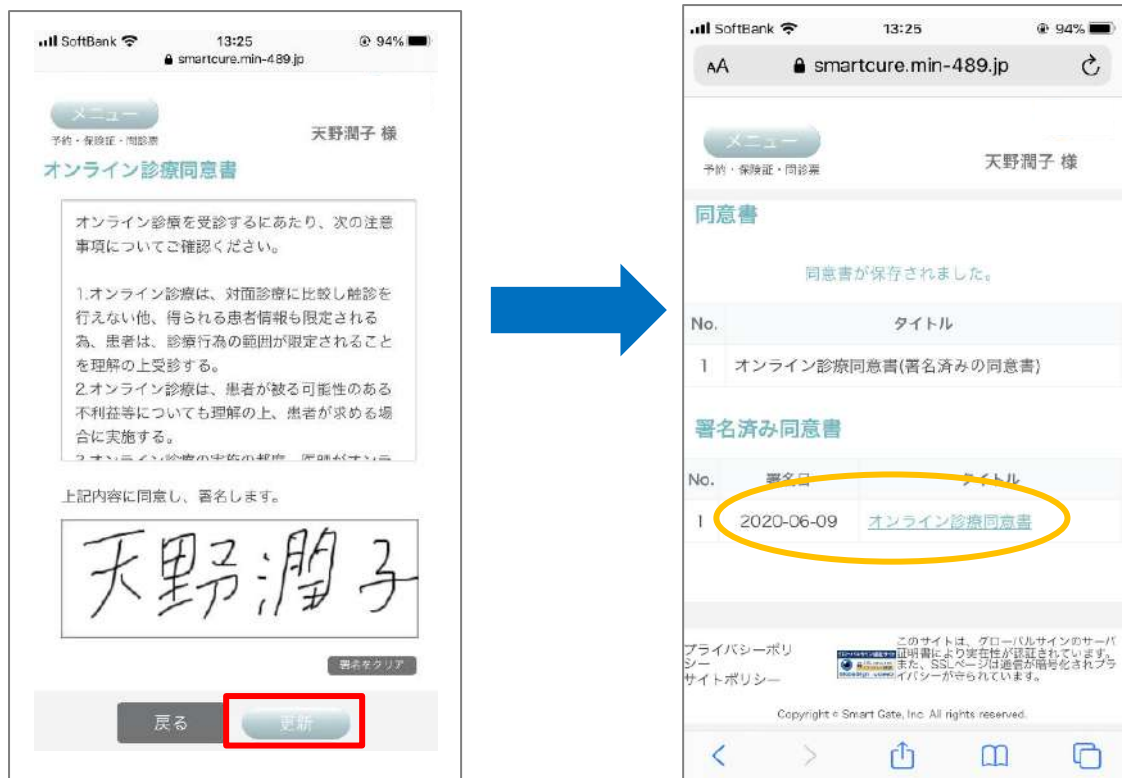 SoftBank 13:25 94%
smartcure.min-489.jp
メニュー
予約・保険証・問診票
天野潤子 様
オンライン診療同意書
オンライン診療を受診するにあたり、次の注意
事項についてご確認ください。
1.オンライン診療は、対面診療に比較し触診を
行えない他、得られる患者情報も限定される
為、患者は、診療行為の範囲が限定されること
を理解の上受診する。
2.オンライン診療は、患者が被る可能性のある
不利益等についても理解の上、患者が求める場
合に実施する。
3.オンライン診療の実施の都度、医師がオンラ
上記内容に同意し、署名します。
天野潤子
署名をクリア
戻る
更新
SoftBank 13:25 94%
AA smartcure.min-489.jp
メニュー
予約・保険証・問診票
天野潤子 様
同意書
同意書が保存されました。
No. タイトル
1 オンライン診療同意書(署名済みの同意書)
署名済み同意書
No. 署名日 タイトル
1 2020-06-09 オンライン診療同意書
プライバシーポリ
シー
サイトポリシー
このサイトは、グローバルサインのサーバ
証明書により実在性が認証されています。
また、SSLページは通信が暗号化されプラ
イバシーが守られています。
Copyright © Smart Gate, Inc. All rights reserved.